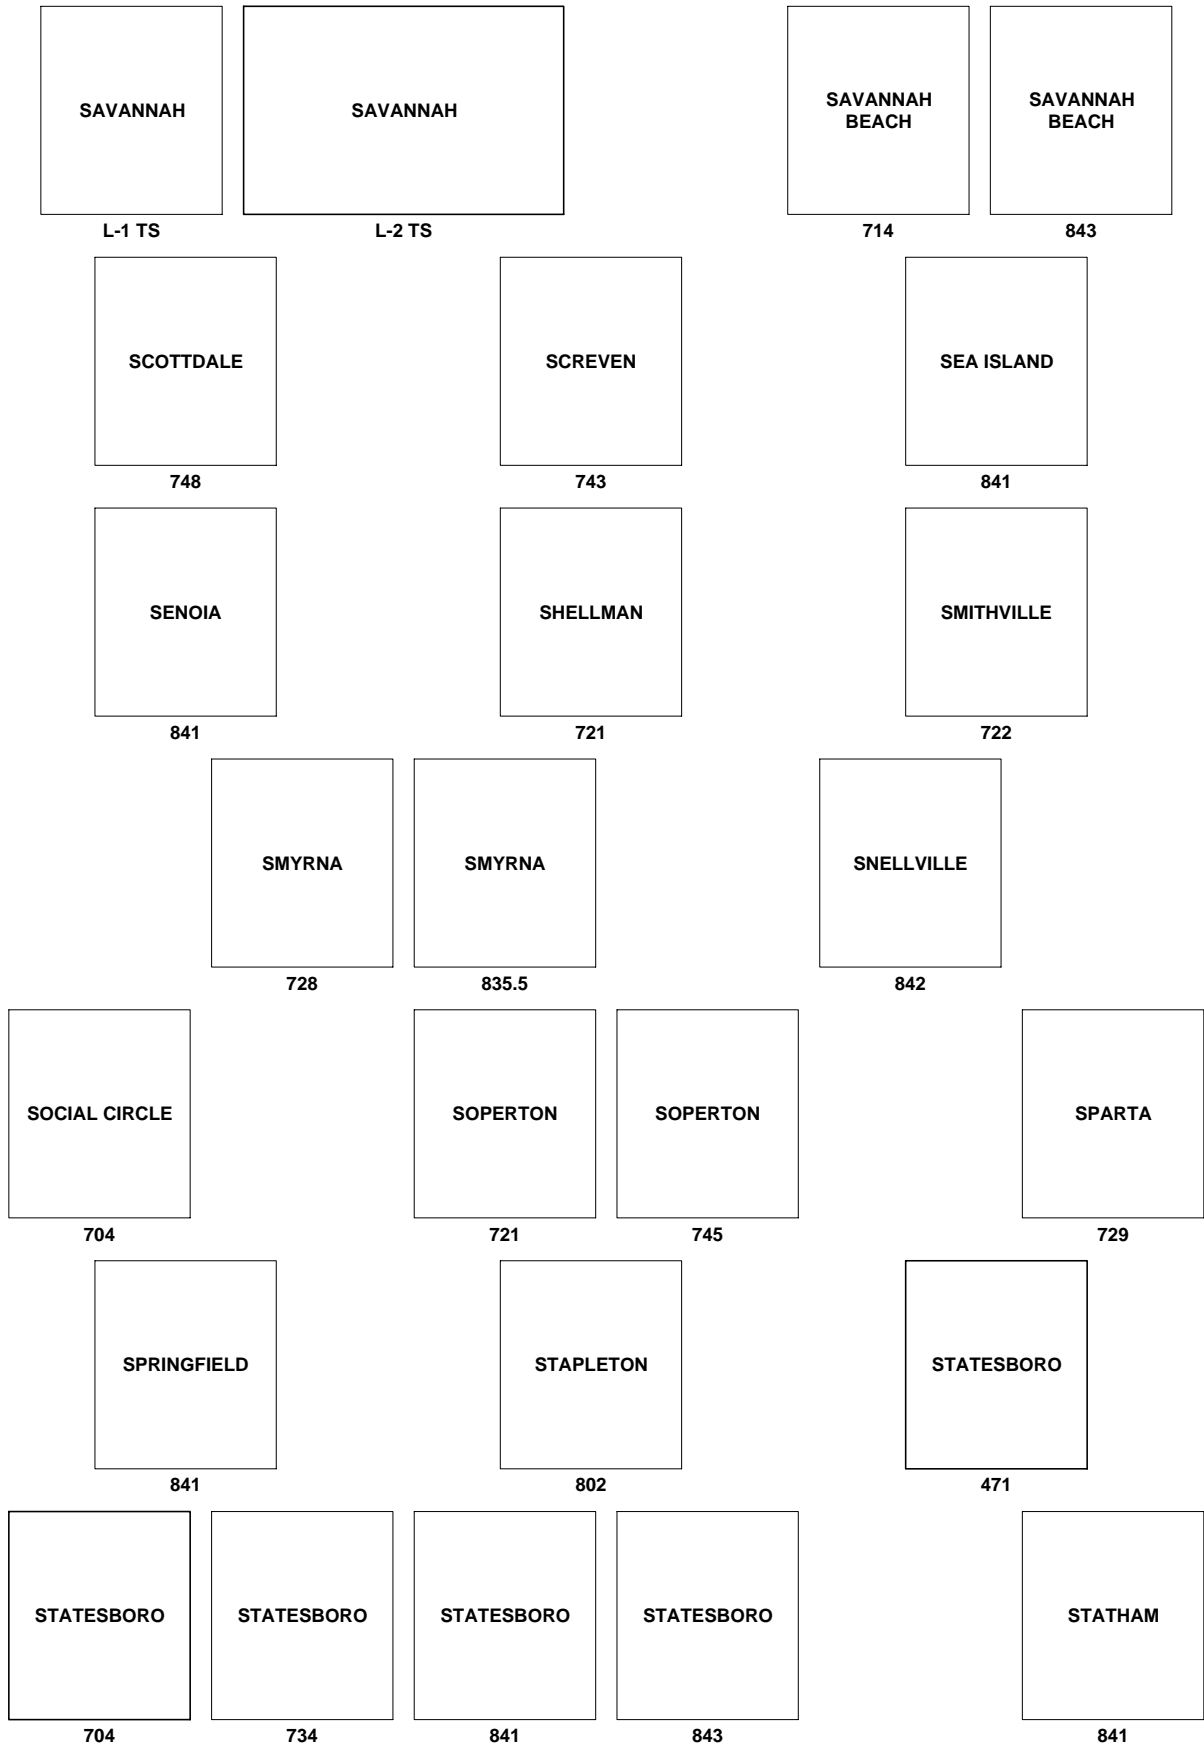 SAVANNAH
SAVANNAH
SAVANNAH
BEACH
SAVANNAH
BEACH
L-1 TS
L-2 TS
714
843
SCOTTDALE
SCREVEN
SEA ISLAND
748
743
841
SENOIA
SHELLMAN
SMITHVILLE
841
721
722
SMYRNA
SMYRNA
SNELLVILLE
728
835.5
842
SOCIAL CIRCLE
SOPERTON
SOPERTON
SPARTA
704
721
745
729
SPRINGFIELD
STAPLETON
STATESBORO
841
802
471
STATESBORO
STATESBORO
STATESBORO
STATESBORO
STATHAM
704
734
841
843
841